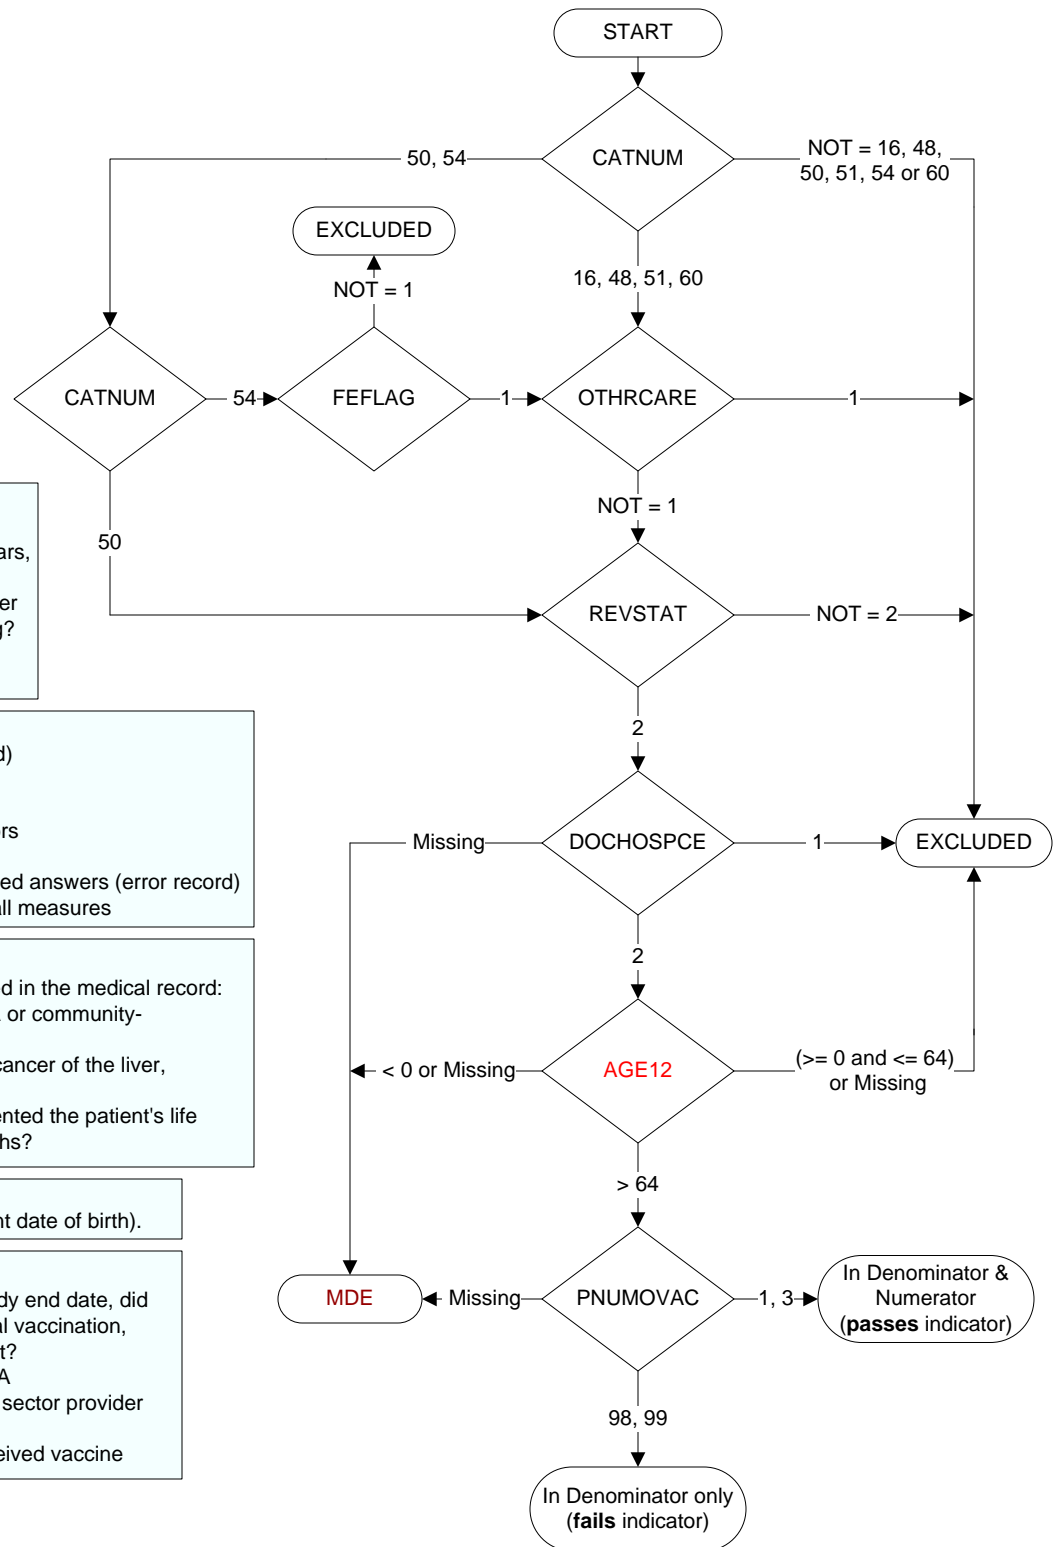 START
CATNUM
50, 54
NOT = 16, 48,
50, 51, 54 or 60
EXCLUDED
NOT = 1
16, 48, 51, 60
CATNUM
54
FEFLAG
1
OTHRCARE
1
NOT = 1
50
REVSTAT
NOT = 2
2
Missing
DOCHOSPCE
1
EXCLUDED
2
< 0 or Missing
AGE12
(>= 0 and <= 64)
or Missing
> 64
MDE
Missing
PNUMOVAC
1, 3
In Denominator &
Numerator
(passes indicator)
98, 99
In Denominator only
(fails indicator)
ars,
er
g?
d)
ors
ed answers (error record)
all measures
ed in the medical record:
or community-
cancer of the liver,
ented the patient's life
hs?
nt date of birth).
dy end date, did
al vaccination,
t?
A
sector provider
eived vaccine